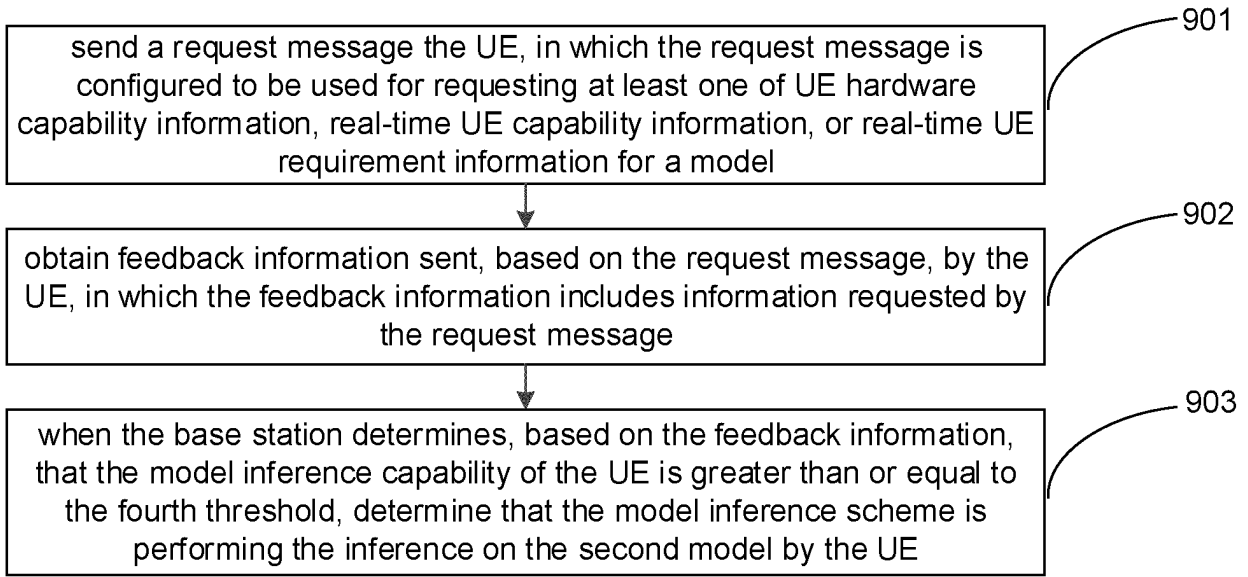 901
send a request message the UE, in which the request message is
configured to be used for requesting at least one of UE hardware
capability information, real-time UE capability information, or real-time UE
requirement information for a model
902
obtain feedback information sent, based on the request message, by the
UE, in which the feedback information includes information requested by
the request message
903
when the base station determines, based on the feedback information,
that the model inference capability of the UE is greater than or equal to
the fourth threshold, determine that the model inference scheme is
performing the inference on the second model by the UE